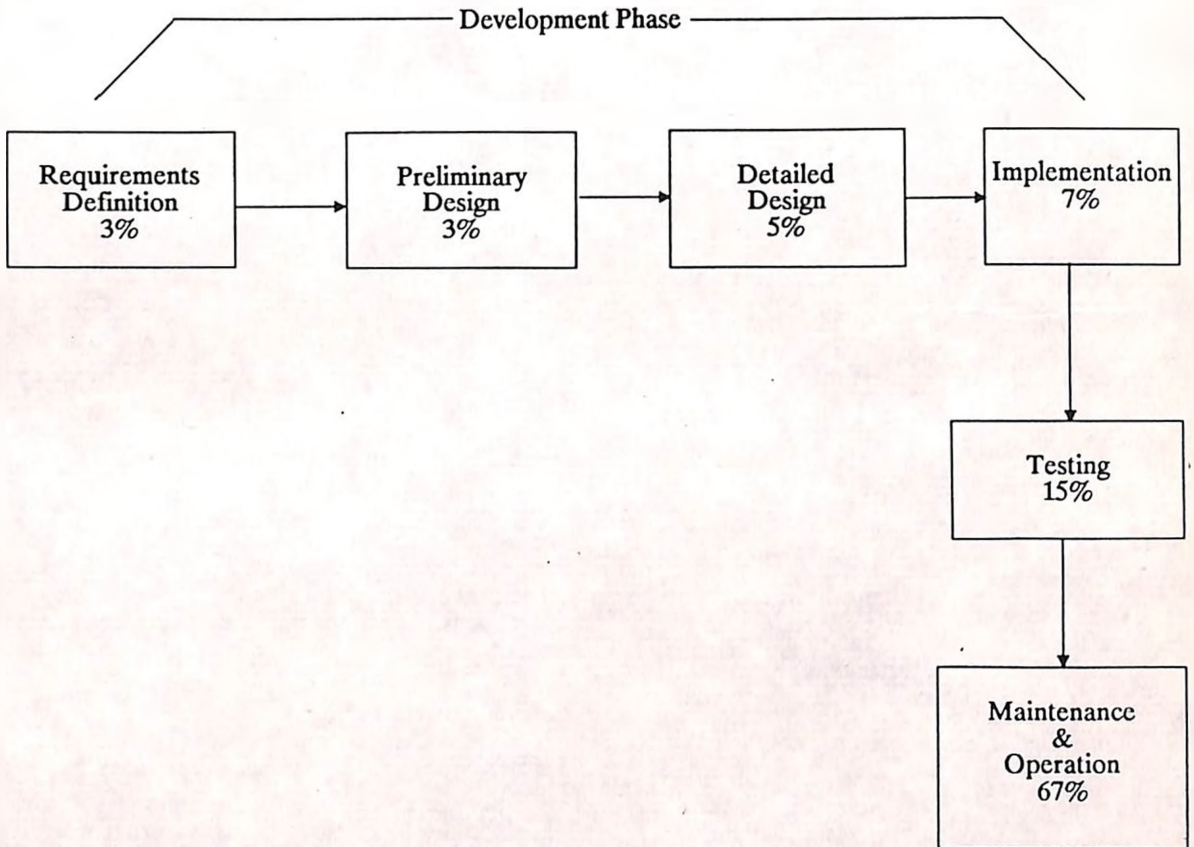 Development Phase
Requirements
Definition
3%
Preliminary
Design
3%
Detailed
Design
5%
Implementation
7%
Testing
15%
Maintenance
&
Operation
67%